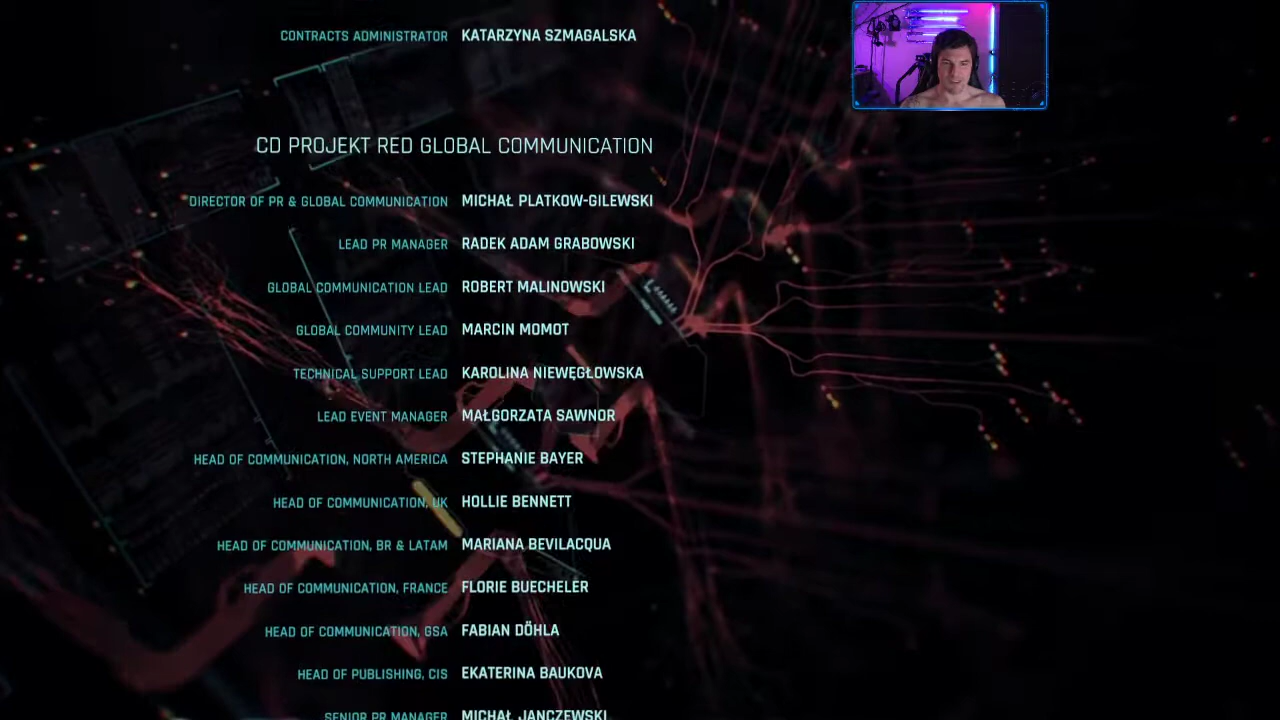 CONTRACTS ADMINISTRATOR KATARZYNA SZMAGALSKA
CD PROJEKT RED GLOBAL COMMUNICATION
DIRECTOR OF PR & GLOBAL COMMUNICATION MICHAŁ PLATKOW-GILEWSKI
LEAD PR MANAGER RADEK ADAM GRABOWSKI
GLOBAL COMMUNICATION LEAD ROBERT MALINOWSKI
GLOBAL COMMUNITY LEAD MARCIN MOMOT
TECHNICAL SUPPORT LEAD KAROLINA NIEWĘGŁOWSKA
LEAD EVENT MANAGER MAŁGORZATA SAWNOR
HEAD OF COMMUNICATION, NORTH AMERICA STEPHANIE BAYER
HEAD OF COMMUNICATION, UK HOLLIE BENNETT
HEAD OF COMMUNICATION, BR & LATAM MARIANA BEVILACQUA
HEAD OF COMMUNICATION, FRANCE FLORIE BUECHELER
HEAD OF COMMUNICATION, GSA FABIAN DÖHLA
HEAD OF PUBLISHING, CIS EKATERINA BAUKOVA
SENIOR PR MANAGER MICHAŁ JANCZEWSKI